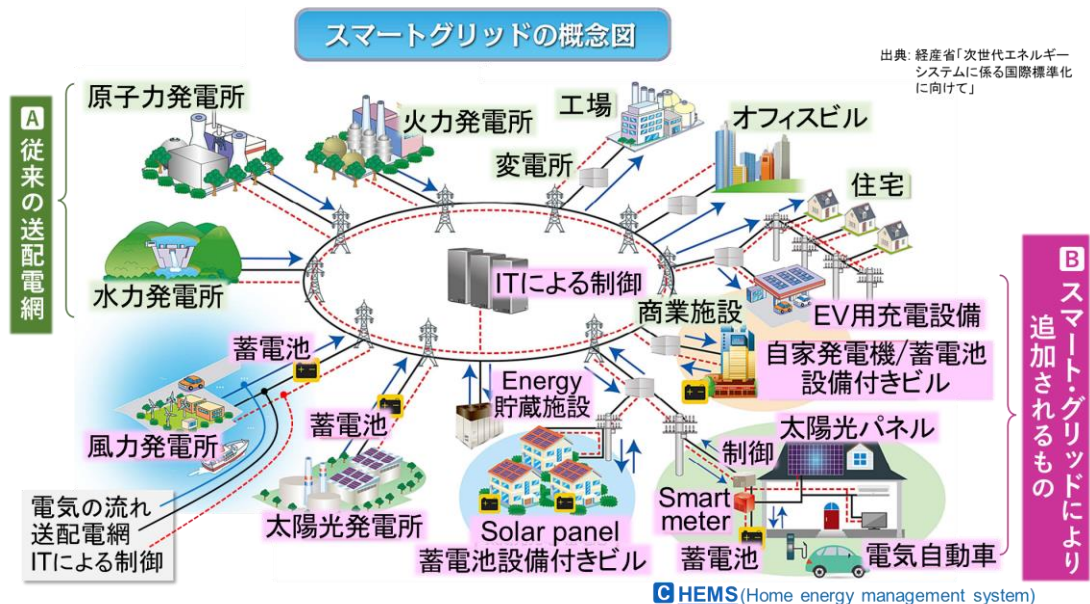 スマートグリッドの概念図
出典: 経産省「次世代エネルギー
システムに係る国際標準化
に向けて」
A 従来の送配電網
原子力発電所
火力発電所
工場
変電所
オフィスビル
住宅
水力発電所
ITによる制御
商業施設
EV用充電設備
自家発電機/蓄電池
設備付きビル
蓄電池
風力発電所
蓄電池
Energy
貯蔵施設
太陽光発電所
Solar panel
蓄電池設備付きビル
制御
太陽光パネル
Smart
meter
蓄電池
電気自動車
電気の流れ
送配電網
ITによる制御
B スマート・グリッドにより
追加されるもの
C HEMS (Home energy management system)